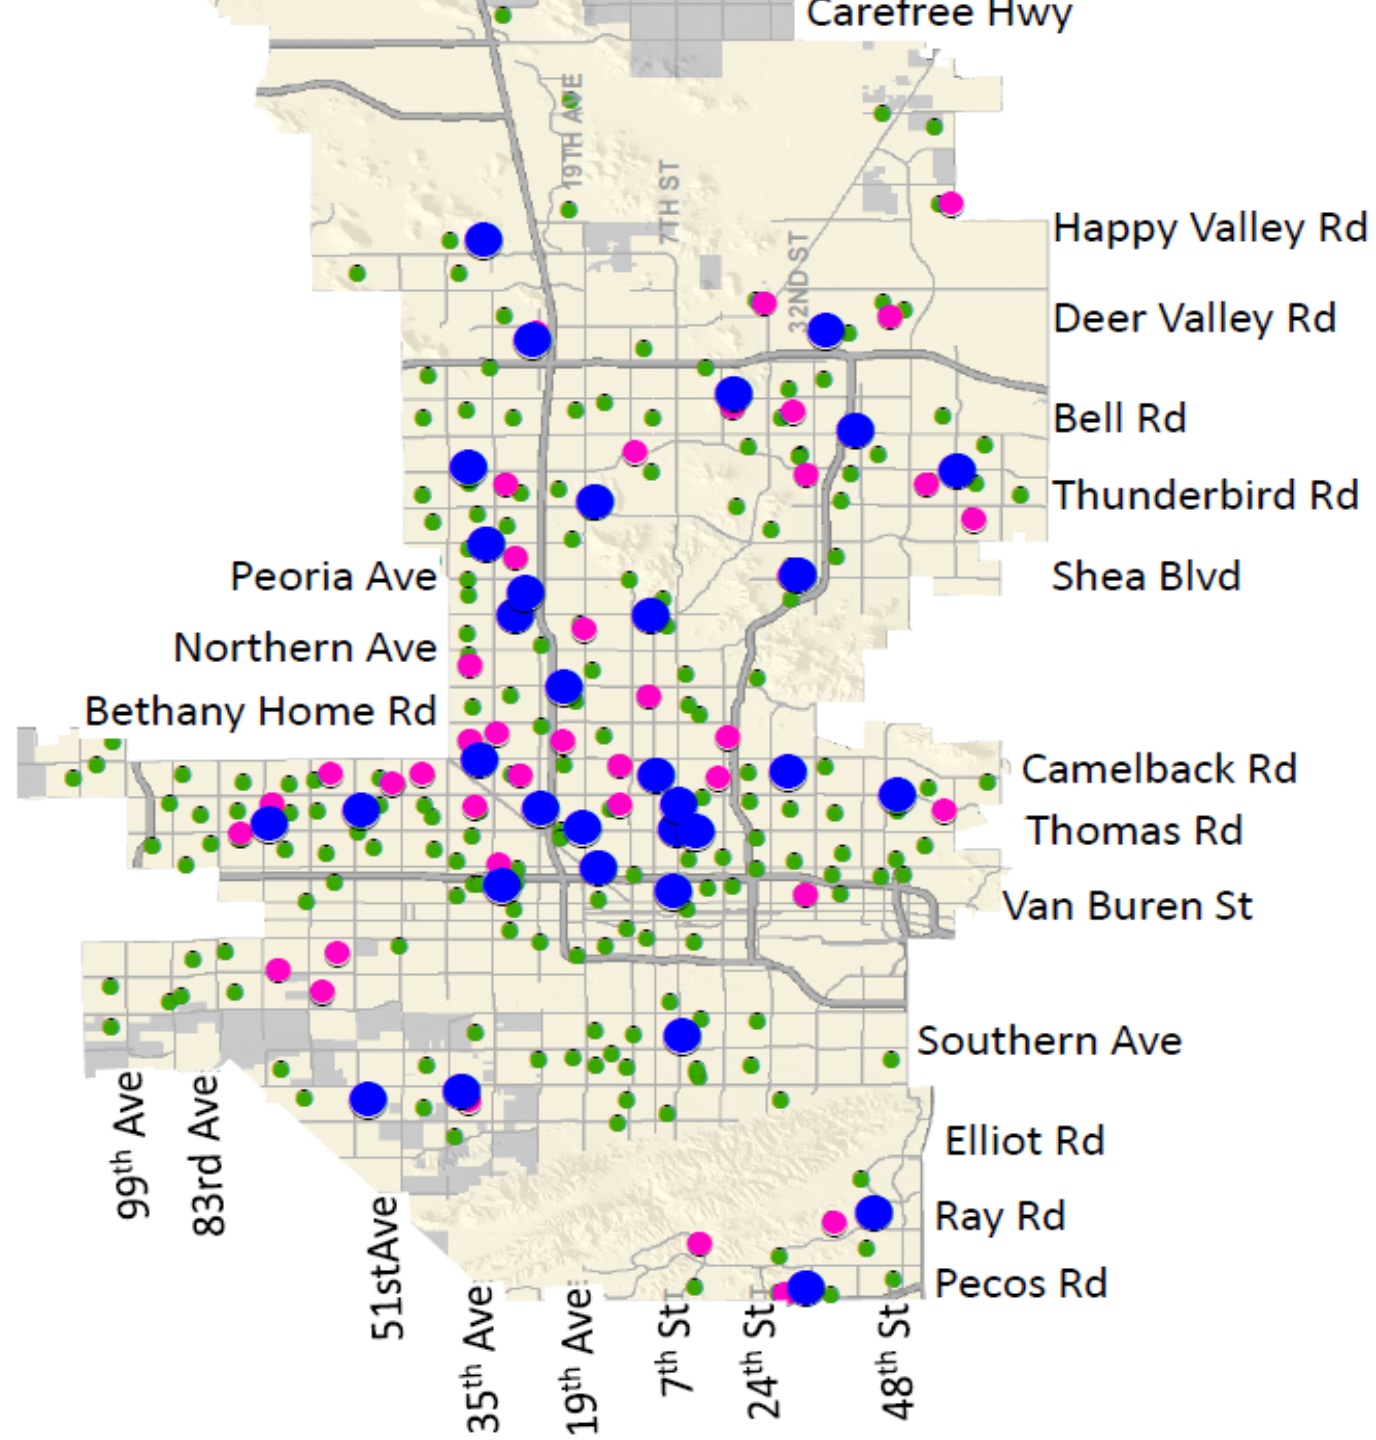 Carefree Hwy
19TH AVE
7TH ST
32ND ST
Happy Valley Rd
Deer Valley Rd
Bell Rd
Thunderbird Rd
Peoria Ave
Shea Blvd
Northern Ave
Bethany Home Rd
Camelback Rd
Thomas Rd
Van Buren St
Southern Ave
99th Ave
83rd Ave
Elliot Rd
51stAve
Ray Rd
Pecos Rd
35th Ave
19th Ave
7th St
24th St
48th St